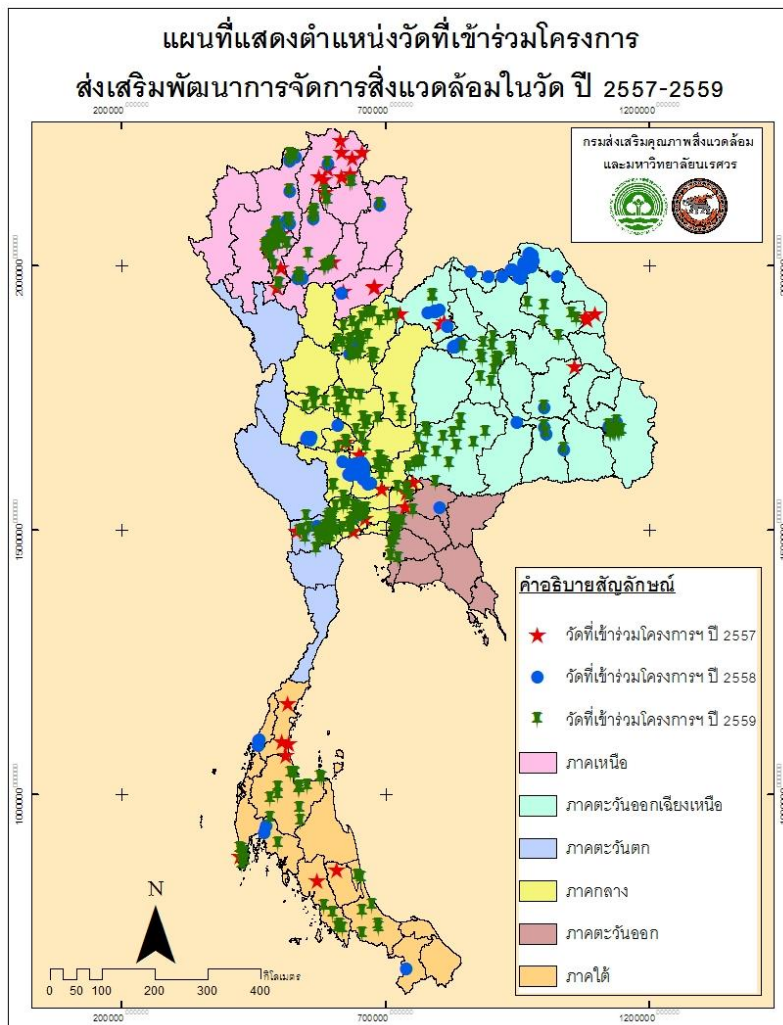 แผนที่แสดงตำแหน่งวัดที่เข้าร่วมโครงการ
ส่งเสริมพัฒนาการจัดการสิ่งแวดล้อมในวัด ปี 2557-2559
200000 700000 1200000
กรมส่งเสริมคุณภาพสิ่งแวดล้อม
และมหาวิทยาลัยนเรศวร
2000000
1500000
1000000
คำอธิบายสัญลักษณ์
วัดที่เข้าร่วมโครงการฯ ปี 2557
วัดที่เข้าร่วมโครงการฯ ปี 2558
วัดที่เข้าร่วมโครงการฯ ปี 2559
ภาคเหนือ
ภาคตะวันออกเฉียงเหนือ
ภาคตะวันตก
ภาคกลาง
ภาคตะวันออก
ภาคใต้
N
กิโลเมตร
0 50 100 200 300 400
200000 700000 1200000